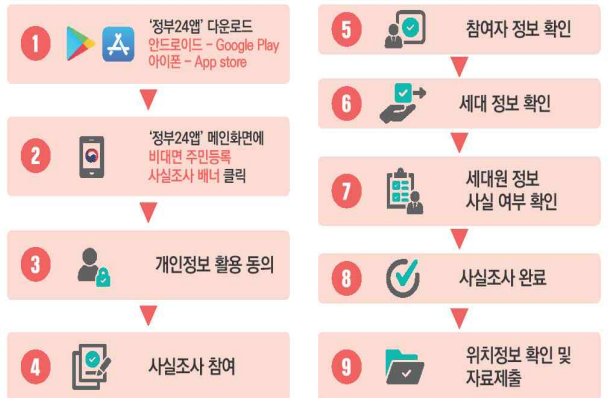 1
'정부24앱' 다운로드
안드로이드 - Google Play
아이폰 - App store
2
'정부24앱' 메인화면에
비대면 주민등록
사실조사 배너 클릭
3
개인정보 활용 동의
4
사실조사 참여
5
참여자 정보 확인
6
세대 정보 확인
7
세대원 정보
사실 여부 확인
8
사실조사 완료
9
위치정보 확인 및
자료제출